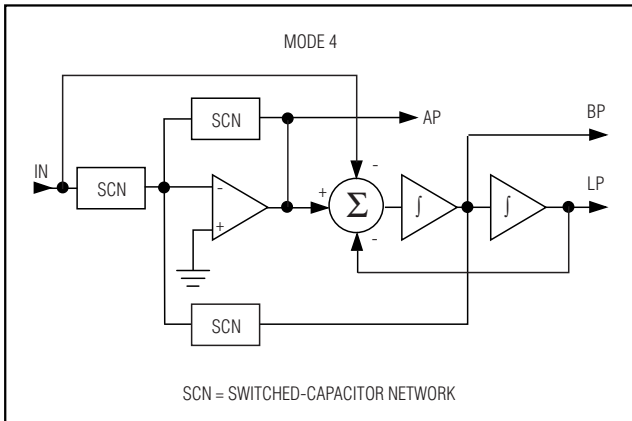 MODE 4
SCN
AP
BP
IN
SCN
-
-
+
Σ
∫
∫
LP
+
-
SCN
SCN = SWITCHED-CAPACITOR NETWORK